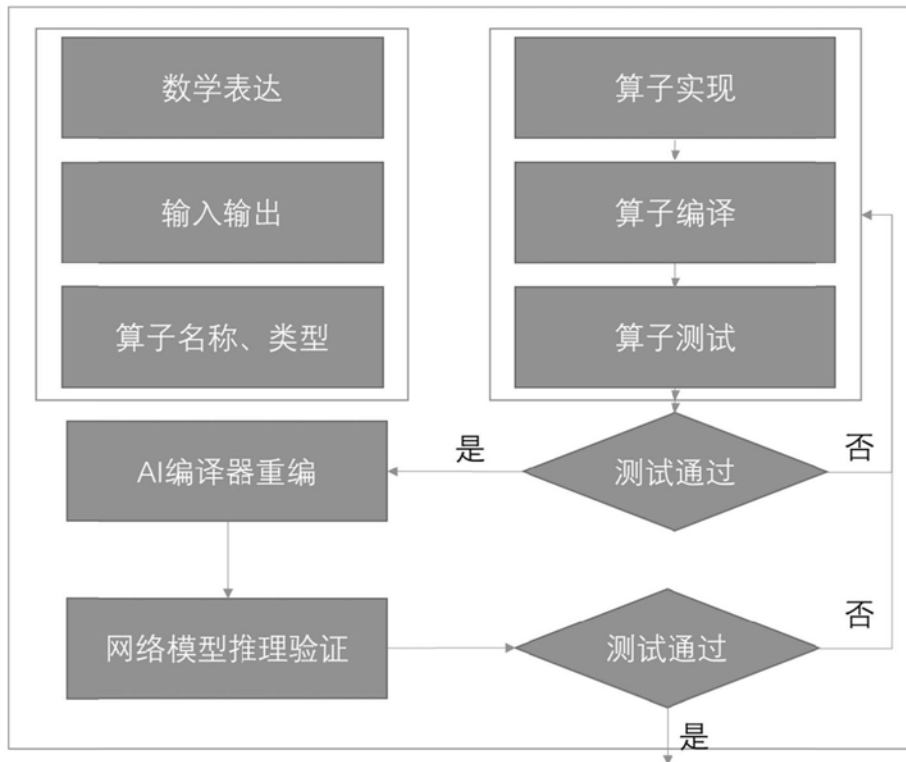 数学表达
输入输出
算子名称、类型
算子实现
算子编译
算子测试
测试通过
是
否
AI编译器重编
网络模型推理验证
测试通过
否
是